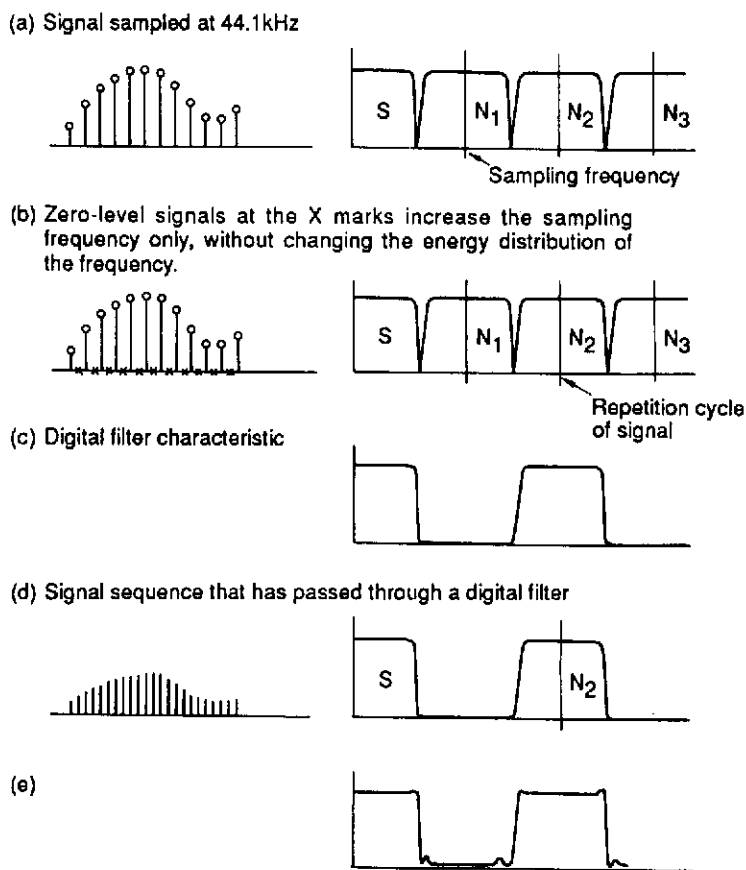 (a) Signal sampled at 44.1kHz
S N1 N2 N3
Sampling frequency
(b) Zero-level signals at the X marks increase the sampling
frequency only, without changing the energy distribution of
the frequency.
S N1 N2 N3
Repetition cycle
of signal
(c) Digital filter characteristic
(d) Signal sequence that has passed through a digital filter
S N2
(e)